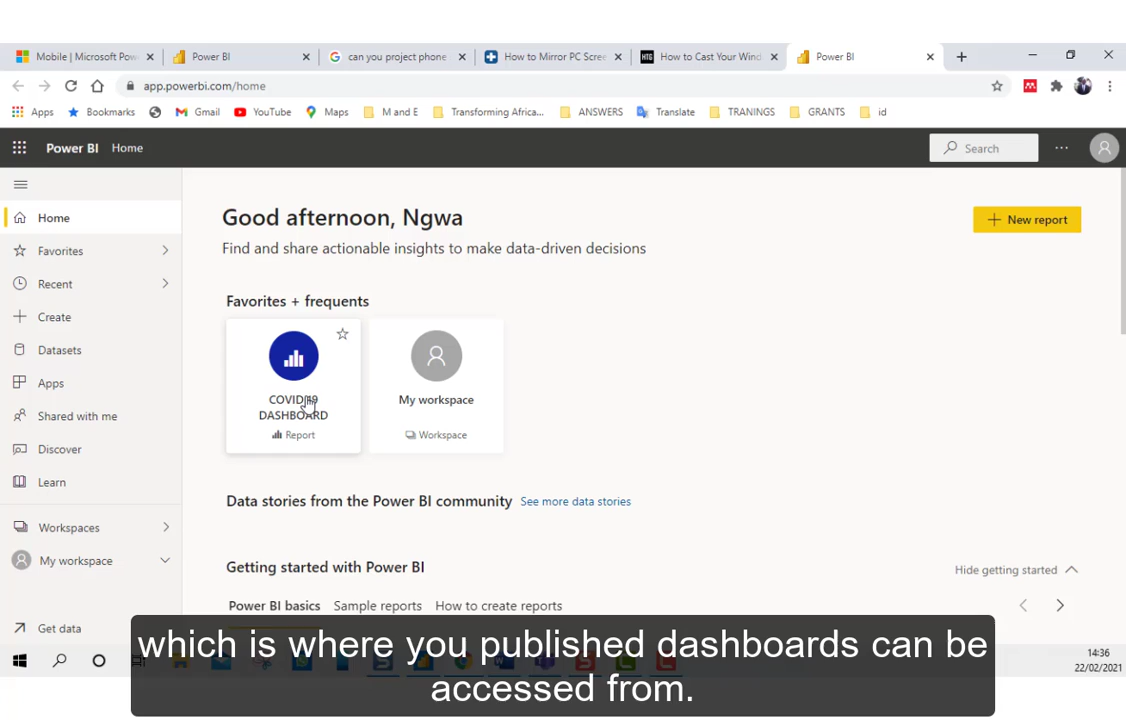 Mobile | Microsoft Pow
Power BI
can you project phone
How to Mirror PC Scree
HTG How to Cast Your Wind
Power BI
app.powerbi.com/home
Apps
Bookmarks
Gmail
YouTube
Maps
M and E
Transforming Africa...
ANSWERS
Translate
TRANINGS
GRANTS
id
Power BI Home
Search
Home
Favorites
Recent
Create
Datasets
Apps
Shared with me
Discover
Learn
Workspaces
My workspace
Get data
Good afternoon, Ngwa
New report
Find and share actionable insights to make data-driven decisions
Favorites + frequents
COVID-19
DASHBOARD
Report
My workspace
Workspace
Data stories from the Power BI community See more data stories
Getting started with Power BI
Hide getting started
Power BI basics Sample reports How to create reports
which is where you published dashboards can be
accessed from.
14:36
22/02/2021